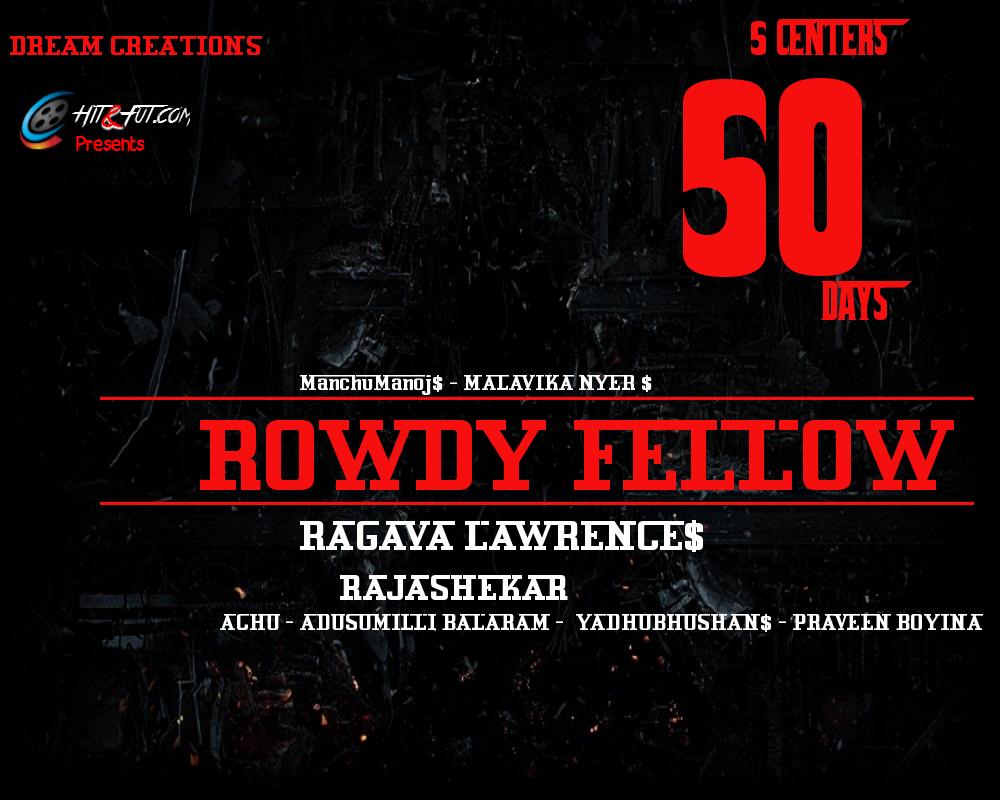 DREAM CREATIONS
HIT&FUT.COM
Presents
5 CENTERS
50
DAYS
ManchuManoj$ - MALAVIKA NYER $
ROWDY FELLOW
RAGAVA LAWRENCE$
RAJASHEKAR
ACHU - ADUSUMILLI BALARAM - YADHUBHUSHAN$ - PRAVEEN BOYINA